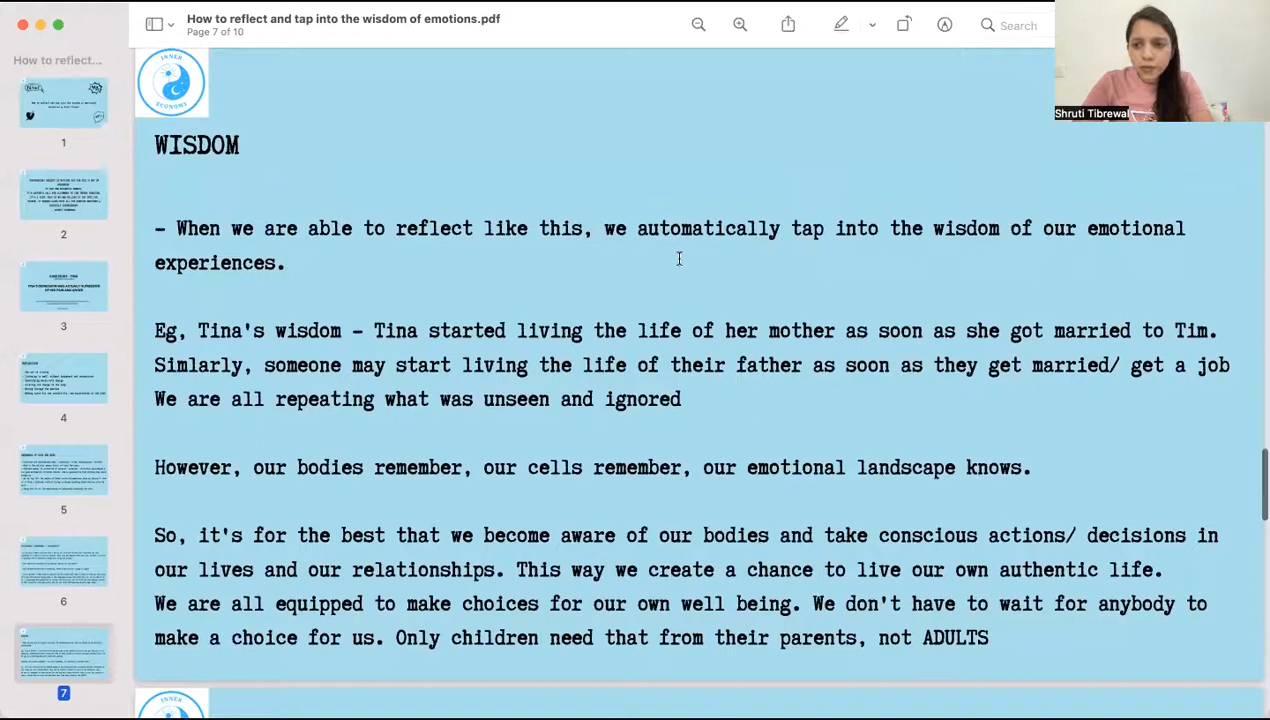 How to reflect and tap into the wisdom of emotions.pdf
Page 7 of 10
Search
How to reflect...
Shruti Tibrewal
1
2
3
4
5
6
7
INNER
ECONOMY
WISDOM
- When we are able to reflect like this, we automatically tap into the wisdom of our emotional
experiences.
Eg, Tina's wisdom - Tina started living the life of her mother as soon as she got married to Tim.
Simlarly, someone may start living the life of their father as soon as they get married/ get a job
We are all repeating what was unseen and ignored
However, our bodies remember, our cells remember, our emotional landscape knows.
So, it's for the best that we become aware of our bodies and take conscious actions/ decisions in
our lives and our relationships. This way we create a chance to live our own authentic life.
We are all equipped to make choices for our own well being. We don't have to wait for anybody to
make a choice for us. Only children need that from their parents, not ADULTS
INNER